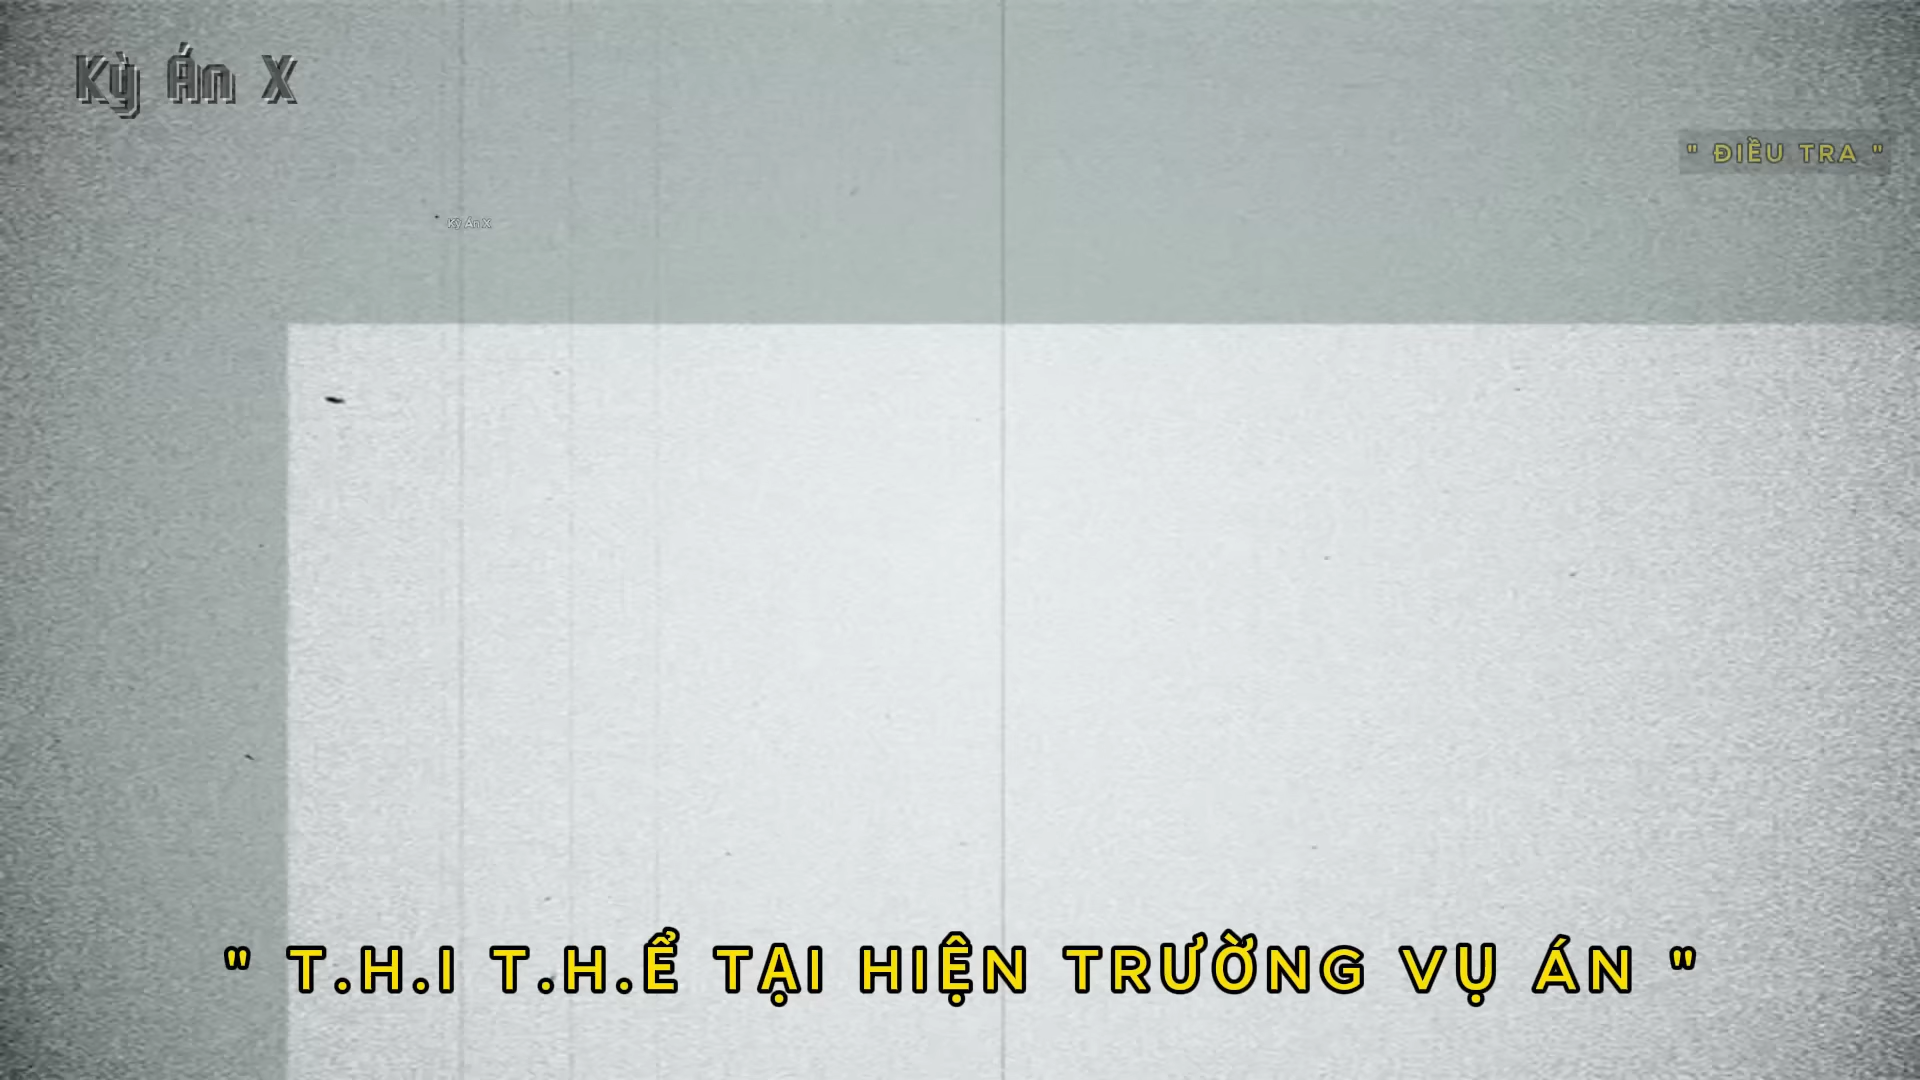 Kỳ Án X
" ĐIỀU TRA "
Kỳ Án X
" T.H.I T.H.Ể TẠI HIỆN TRƯỜNG VỤ ÁN "